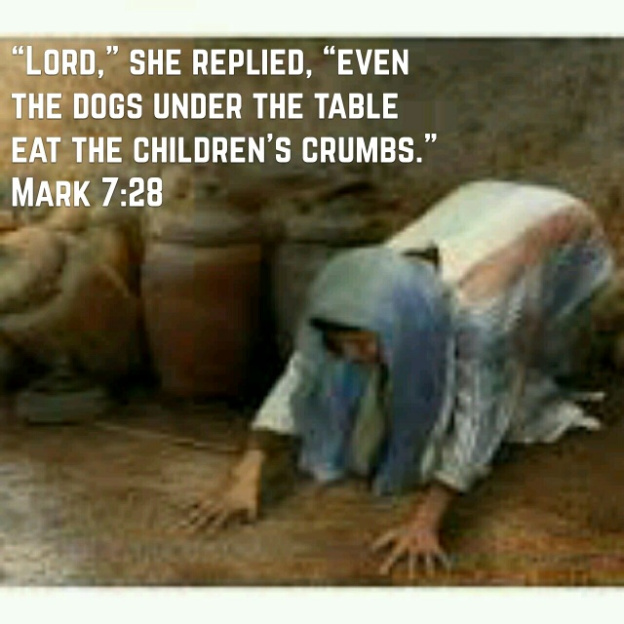 “Lord,” she replied, “even
the dogs under the table
eat the children’s crumbs.”
Mark 7:28